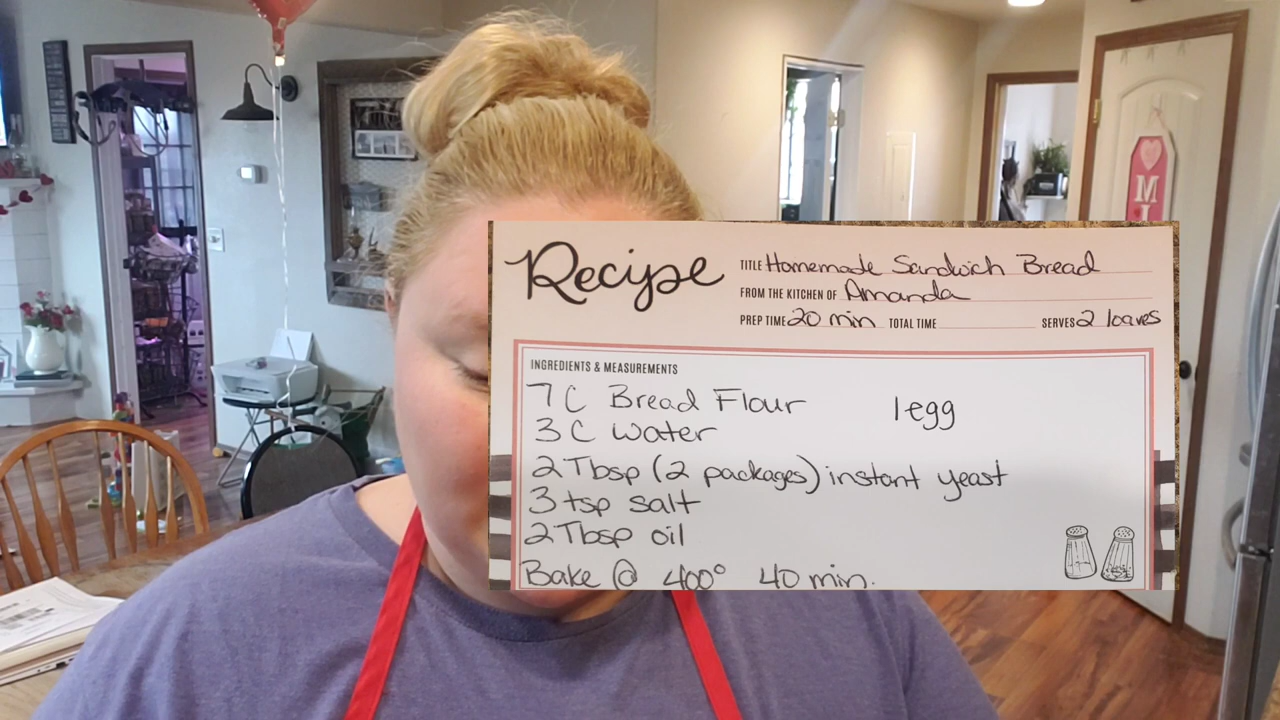 Recipe
TITLE Homemade Sandwich Bread
FROM THE KITCHEN OF Amanda
PREP TIME 20 min TOTAL TIME SERVES 2 loaves
INGREDIENTS & MEASUREMENTS
7 C Bread Flour 1 egg
3 C water
2 Tbsp (2 packages) instant yeast
3 tsp salt
2 Tbsp oil
Bake @ 400° 40 min.
M